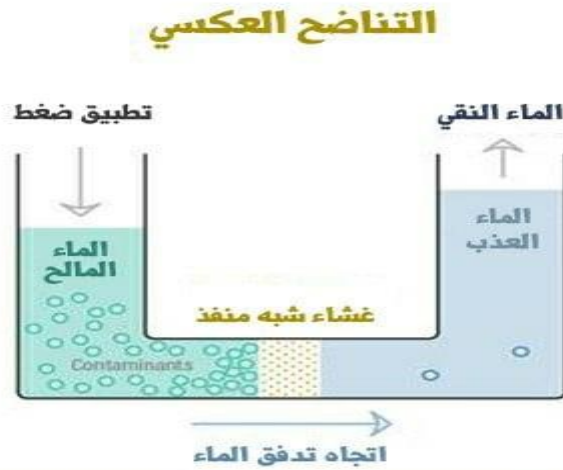 التناضح العكسي
تطبيق ضغط
الماء النقي
الماء
المالح
الماء
العذب
غشاء شبه منفذ
Contaminants
اتجاه تدفق الماء